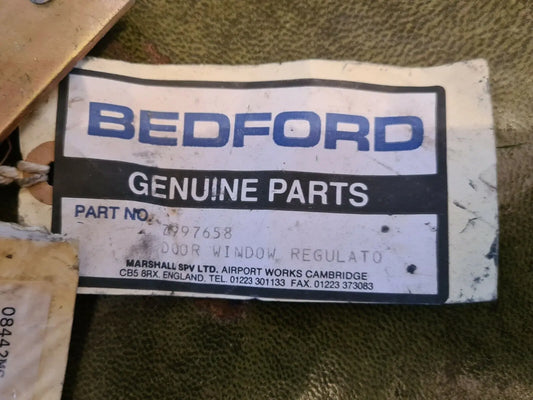 BEDFORD
GENUINE PARTS
PART NO.
7997658
DOOR WINDOW REGULATO
MARSHALL SPV LTD. AIRPORT WORKS CAMBRIDGE
CB5 8RX. ENGLAND. TEL. 01223 301133 FAX. 01223 373083